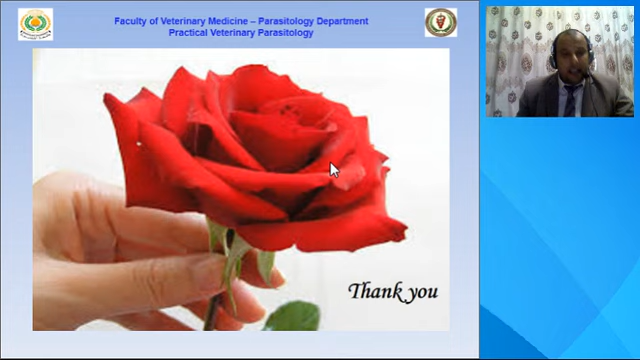 Faculty of Veterinary Medicine – Parasitology Department
Practical Veterinary Parasitology
Thank you